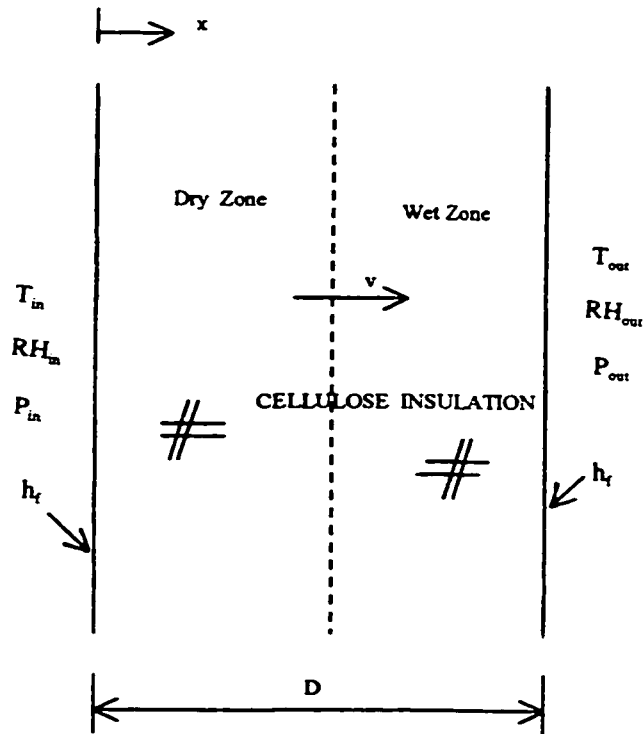 x
Dry Zone
Wet Zone
v
T_in
RH_in
P_in
h_f
T_out
RH_out
P_out
h_f
CELLULOSE INSULATION
D